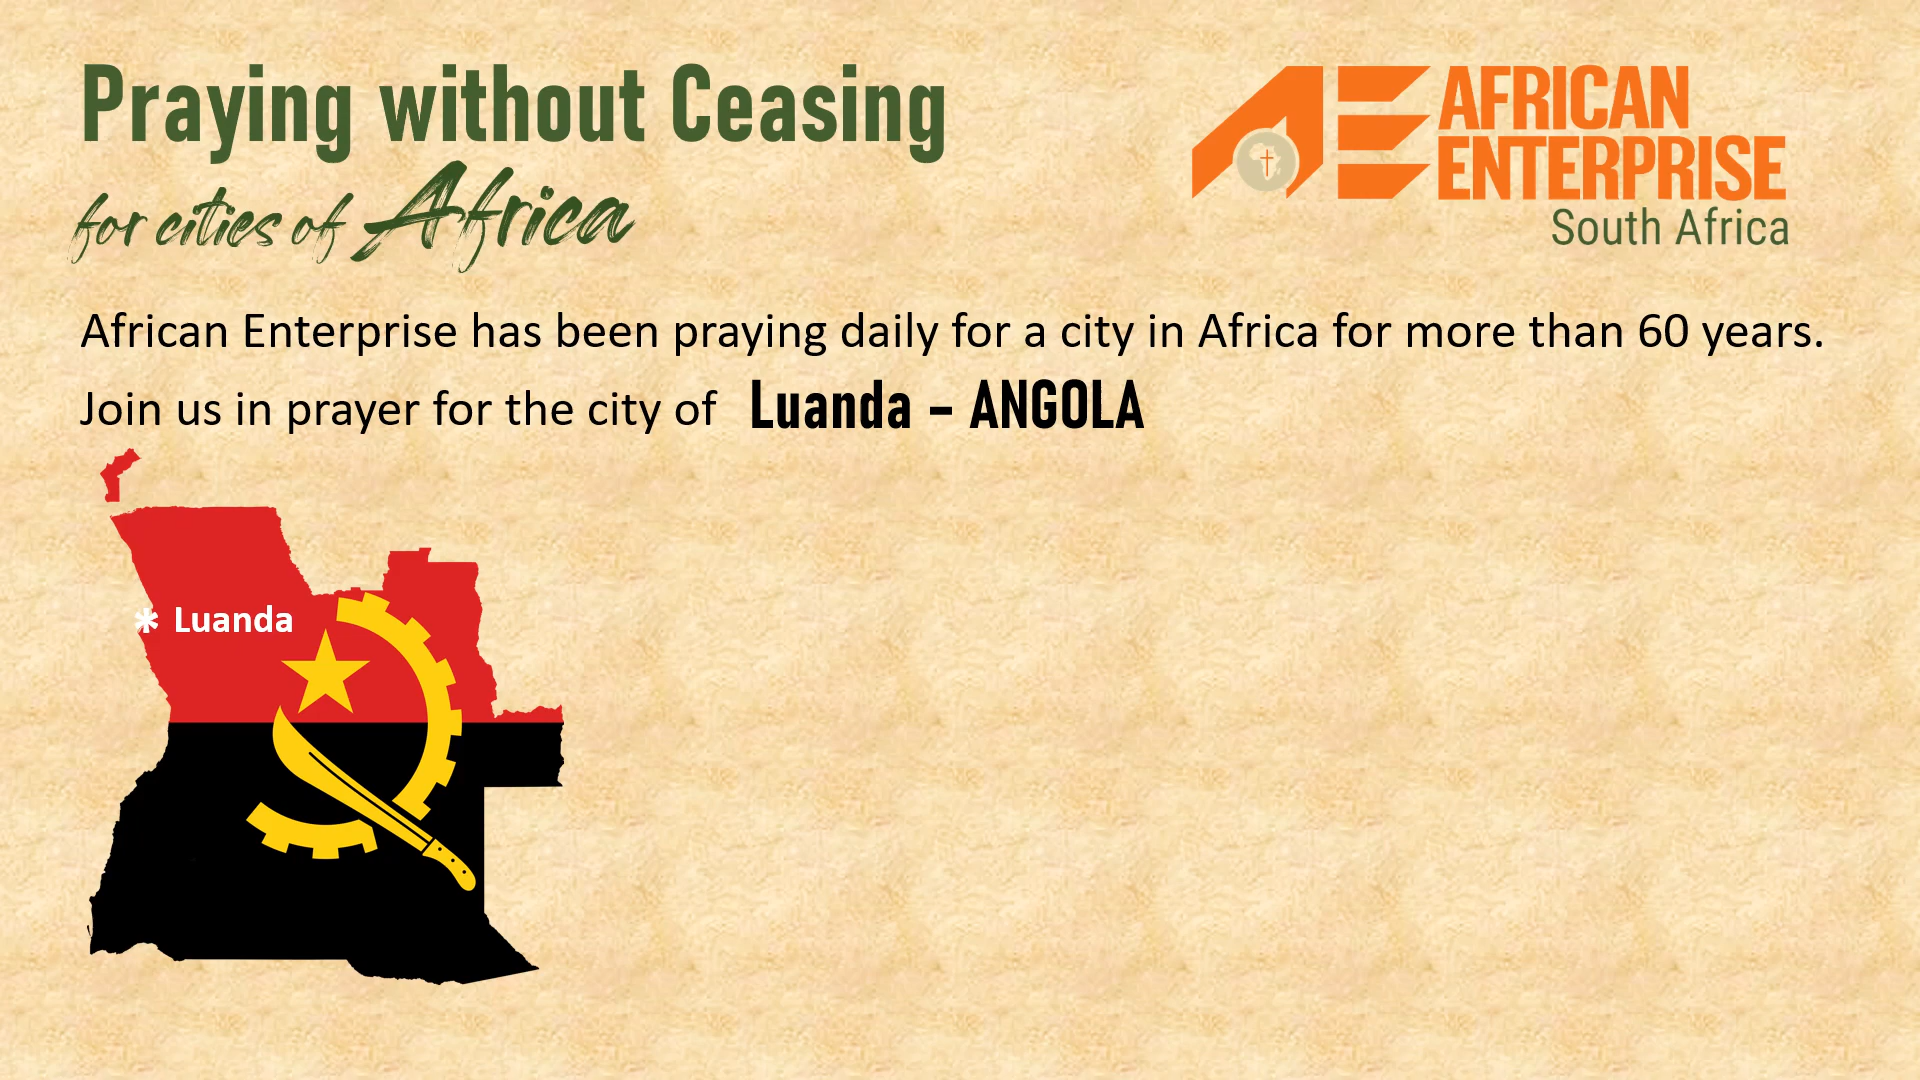 Praying without Ceasing
for cities of Africa
AFRICAN
ENTERPRISE
South Africa
African Enterprise has been praying daily for a city in Africa for more than 60 years.
Join us in prayer for the city of Luanda – ANGOLA
* Luanda